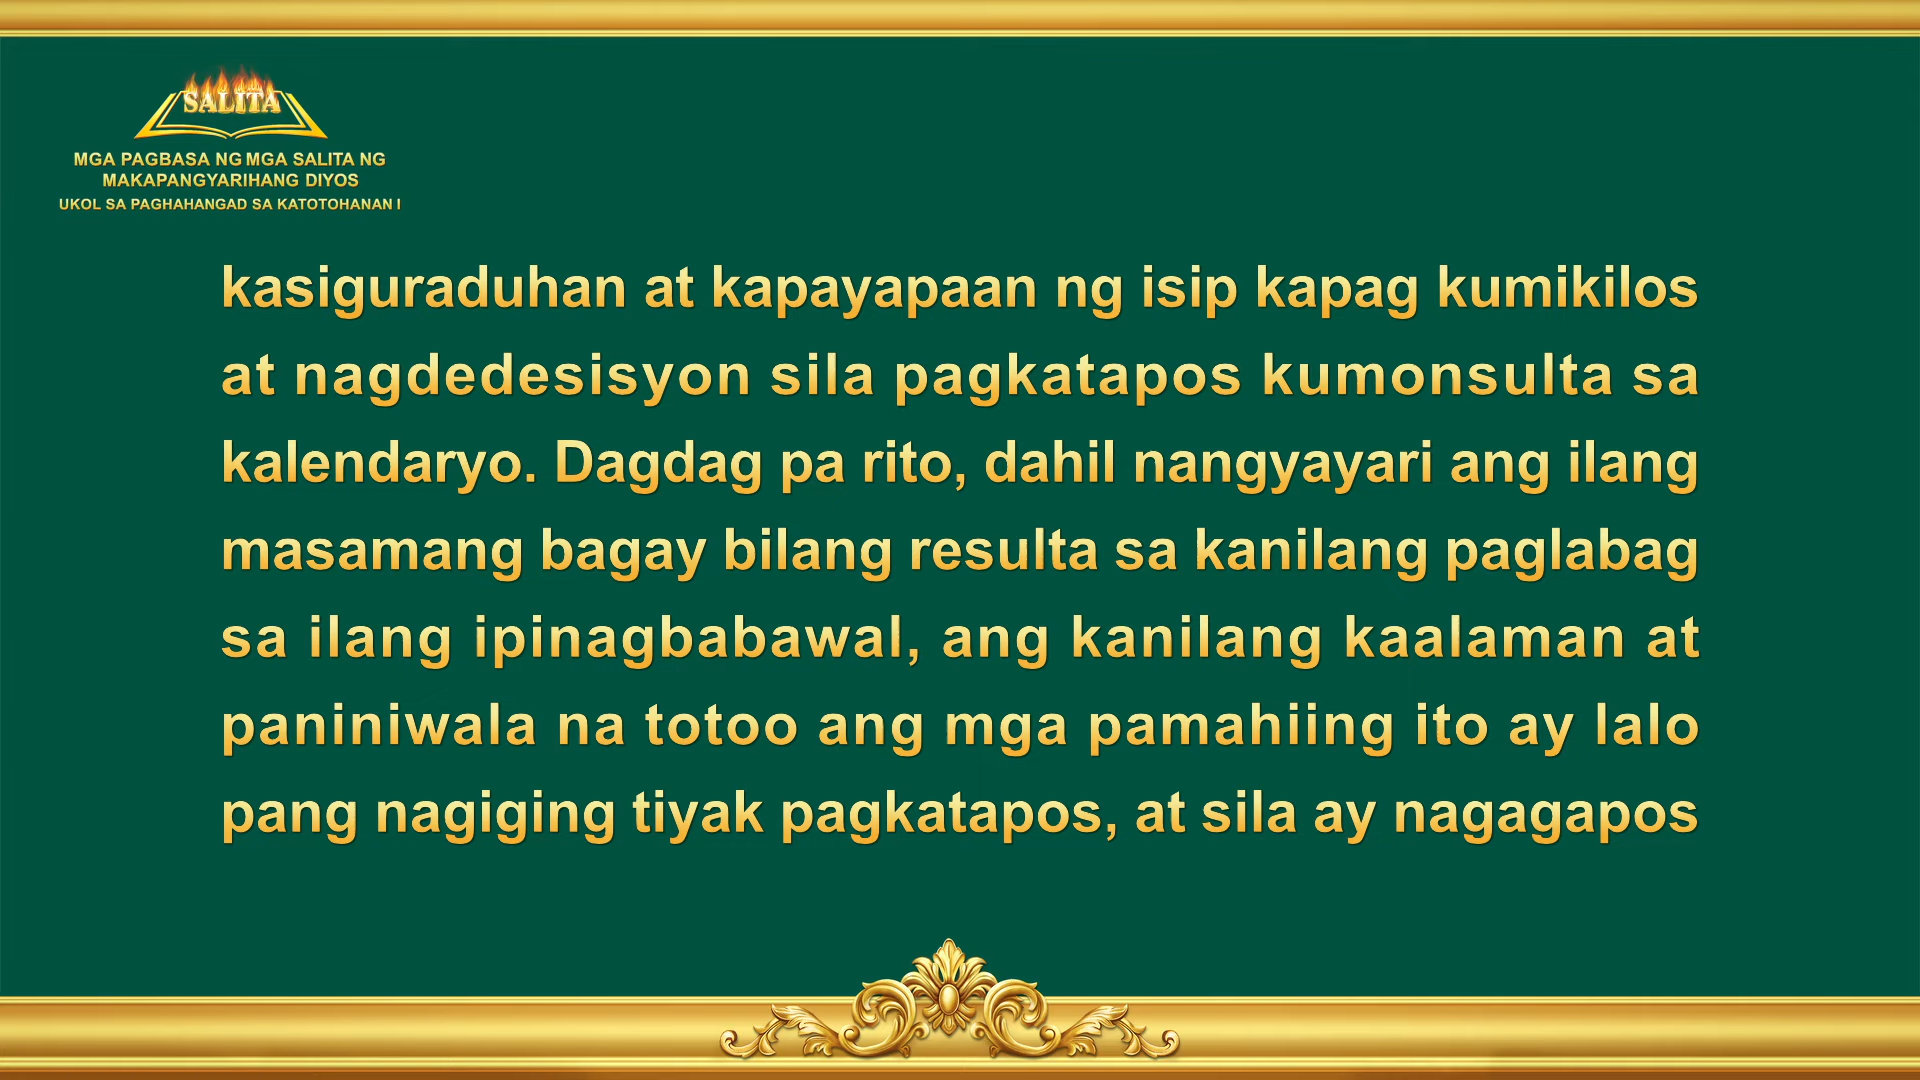 SALITA
MGA PAGBASA NG MGA SALITA NG
MAKAPANGYARIHANG DIYOS
UKOL SA PAGHAHANGAD SA KATOTOHANAN I
kasiguraduhan at kapayapaan ng isip kapag kumikilos
at nagdedesisyon sila pagkatapos kumonsulta sa
kalendaryo. Dagdag pa rito, dahil nangyayari ang ilang
masamang bagay bilang resulta sa kanilang paglabag
sa ilang ipinagbabawal, ang kanilang kaalaman at
paniniwala na totoo ang mga pamahiing ito ay lalo
pang nagiging tiyak pagkatapos, at sila ay nagagapos